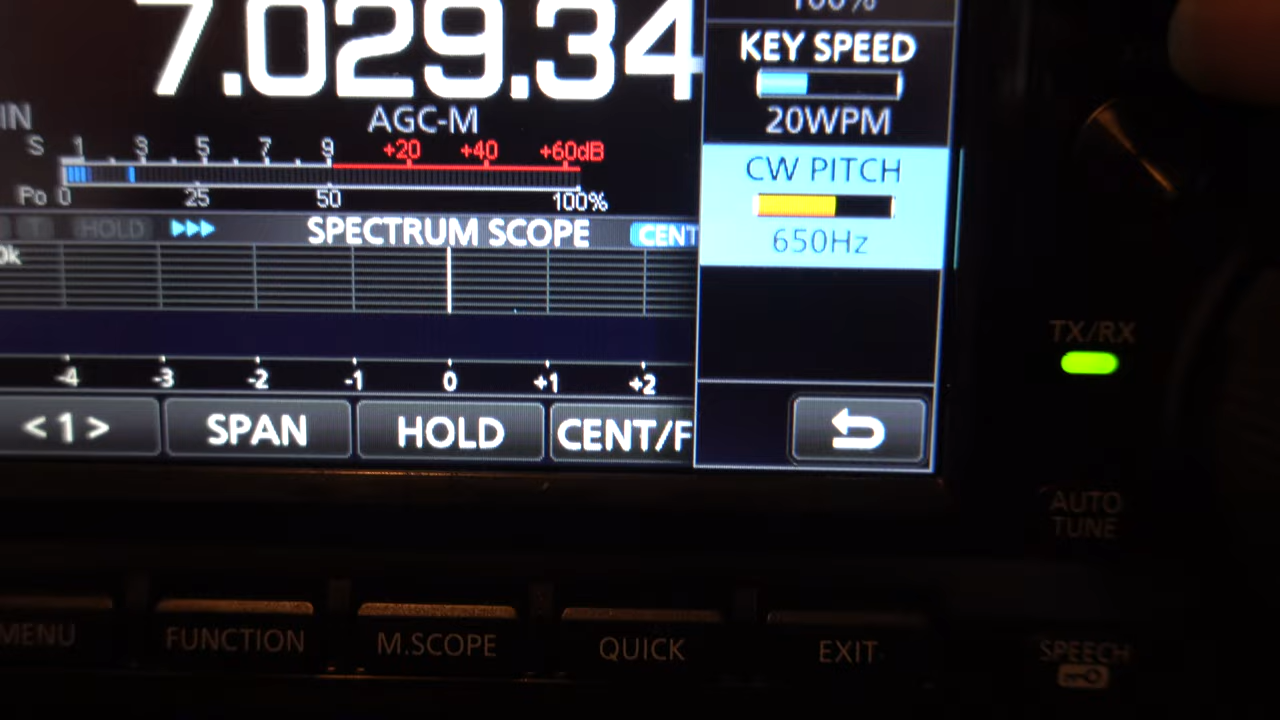 100%
7.029.34
KEY SPEED
20WPM
IN
AGC-M
S 1 3 5 7 9 +20 +40 +60dB
Po 0 25 50 100%
CW PITCH
650Hz
T HOLD SPECTRUM SCOPE CENT
0k
-4 -3 -2 -1 0 +1 +2
<1> SPAN HOLD CENT/F
TX/RX
AUTO
TUNE
MENU FUNCTION M.SCOPE QUICK EXIT
SPEECH